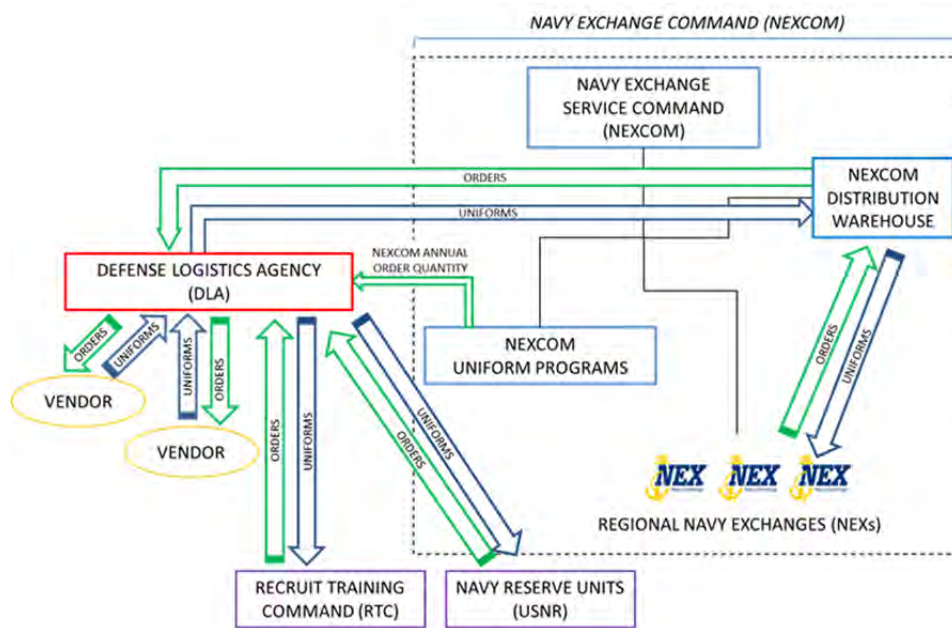 NAVY EXCHANGE COMMAND (NEXCOM)
NAVY EXCHANGE
SERVICE COMMAND
(NEXCOM)
ORDERS
NEXCOM
DISTRIBUTION
WAREHOUSE
UNIFORMS
NEXCOM ANNUAL
ORDER QUANTITY
DEFENSE LOGISTICS AGENCY
(DLA)
ORDERS
UNIFORMS
UNIFORMS
ORDERS
VENDOR
VENDOR
ORDERS
UNIFORMS
UNIFORMS
ORDERS
NEXCOM
UNIFORM PROGRAMS
ORDERS
UNIFORMS
NEX
NEX
NEX
REGIONAL NAVY EXCHANGES (NEXs)
RECRUIT TRAINING
COMMAND (RTC)
NAVY RESERVE UNITS
(USNR)